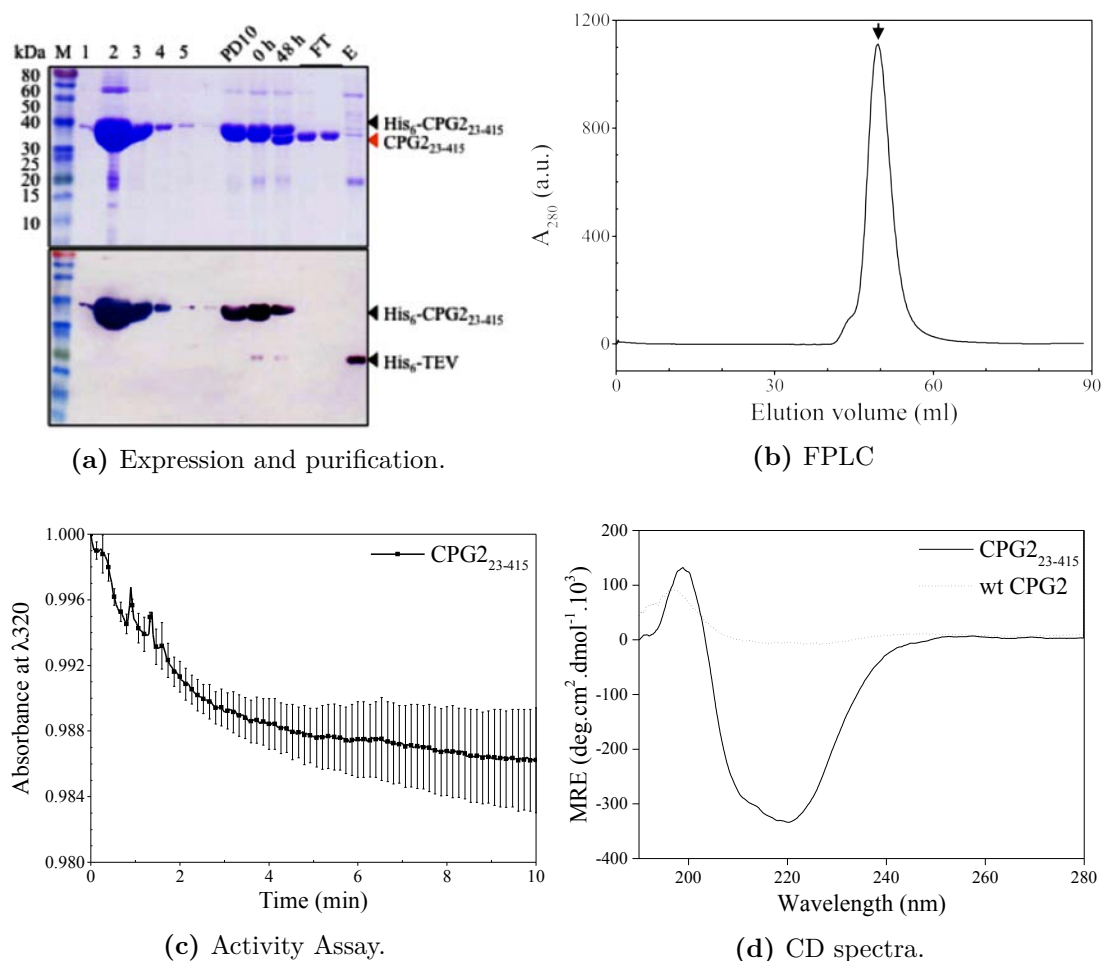 kDa M 1 2 3 4 5 PD10 0 h 48 h FT E
80
60
50
40
30
25
20
15
10
His₆-CPG2₂₃₋₄₁₅
CPG2₂₃₋₄₁₅
His₆-CPG2₂₃₋₄₁₅
His₆-TEV
(a) Expression and purification.
1200
800
400
0
A₂₈₀ (a.u.)
0 30 60 90
Elution volume (ml)
(b) FPLC
1.000
0.996
0.992
0.988
0.984
0.980
Absorbance at λ320
CPG2₂₃₋₄₁₅
0 2 4 6 8 10
Time (min)
(c) Activity Assay.
200
100
0
-100
-200
-300
-400
MRE (deg.cm².dmol⁻¹.10³)
CPG2₂₃₋₄₁₅
wt CPG2
200 220 240 260 280
Wavelength (nm)
(d) CD spectra.